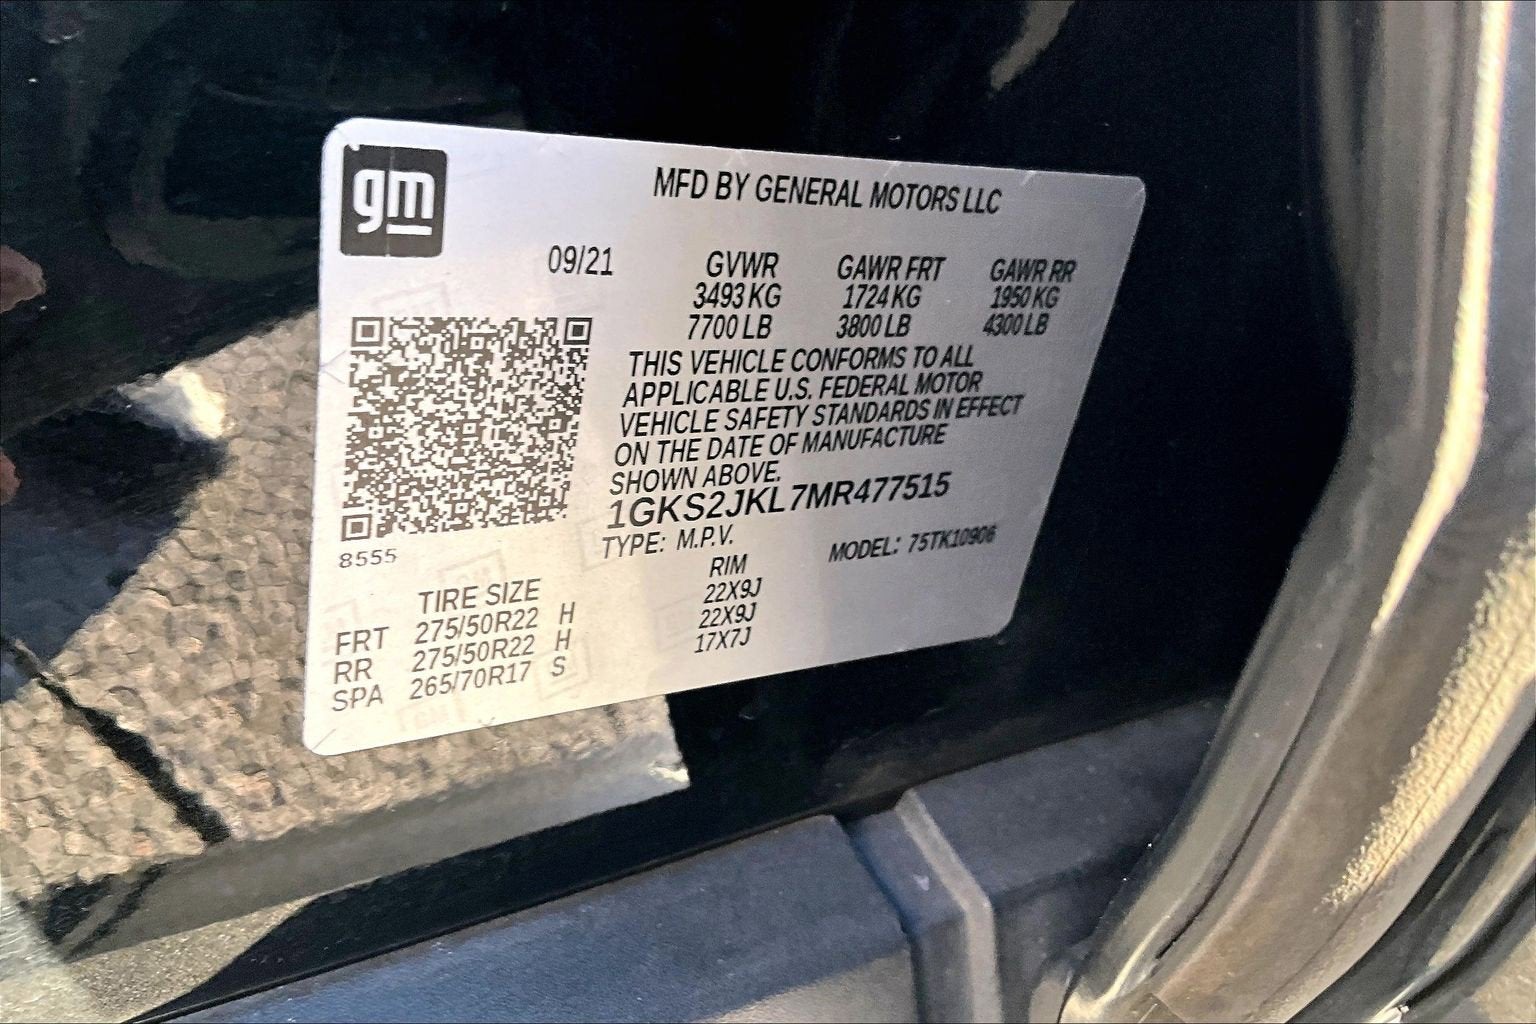 gm
MFD BY GENERAL MOTORS LLC
09/21 GVWR GAWR FRT GAWR RR
3493 KG 1724 KG 1950 KG
7700 LB 3800 LB 4300 LB
THIS VEHICLE CONFORMS TO ALL
APPLICABLE U.S. FEDERAL MOTOR
VEHICLE SAFETY STANDARDS IN EFFECT
ON THE DATE OF MANUFACTURE
SHOWN ABOVE.
1GKS2JKL7MR477515
8555
TYPE: M.P.V. MODEL: 75TK10906
TIRE SIZE RIM
FRT 275/50R22 H 22X9J
RR 275/50R22 H 22X9J
SPA 265/70R17 S 17X7J